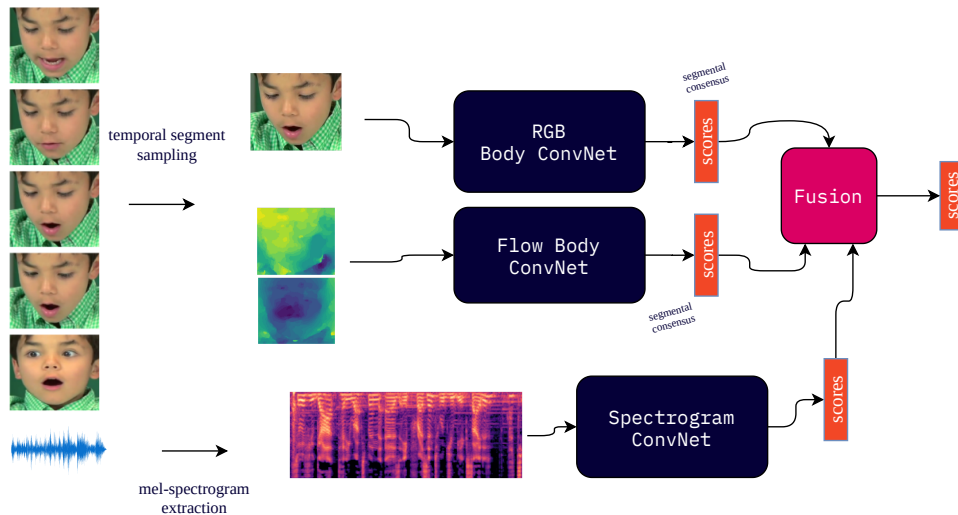 segmental
consensus
temporal segment
sampling
RGB
Body ConvNet
scores
Fusion
scores
Flow Body
ConvNet
scores
segmental
consensus
Spectrogram
ConvNet
scores
mel-spectrogram
extraction